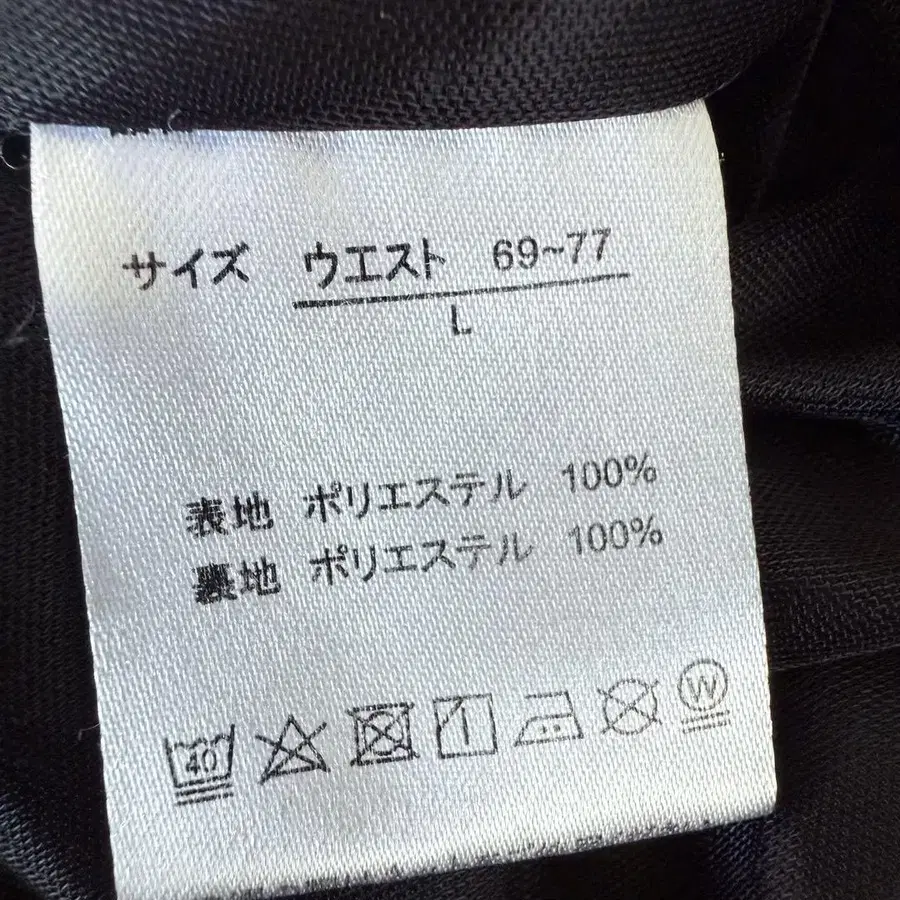 サイズ ウエスト 69~77
L
表地 ポリエステル 100%
裏地 ポリエステル 100%
40 W